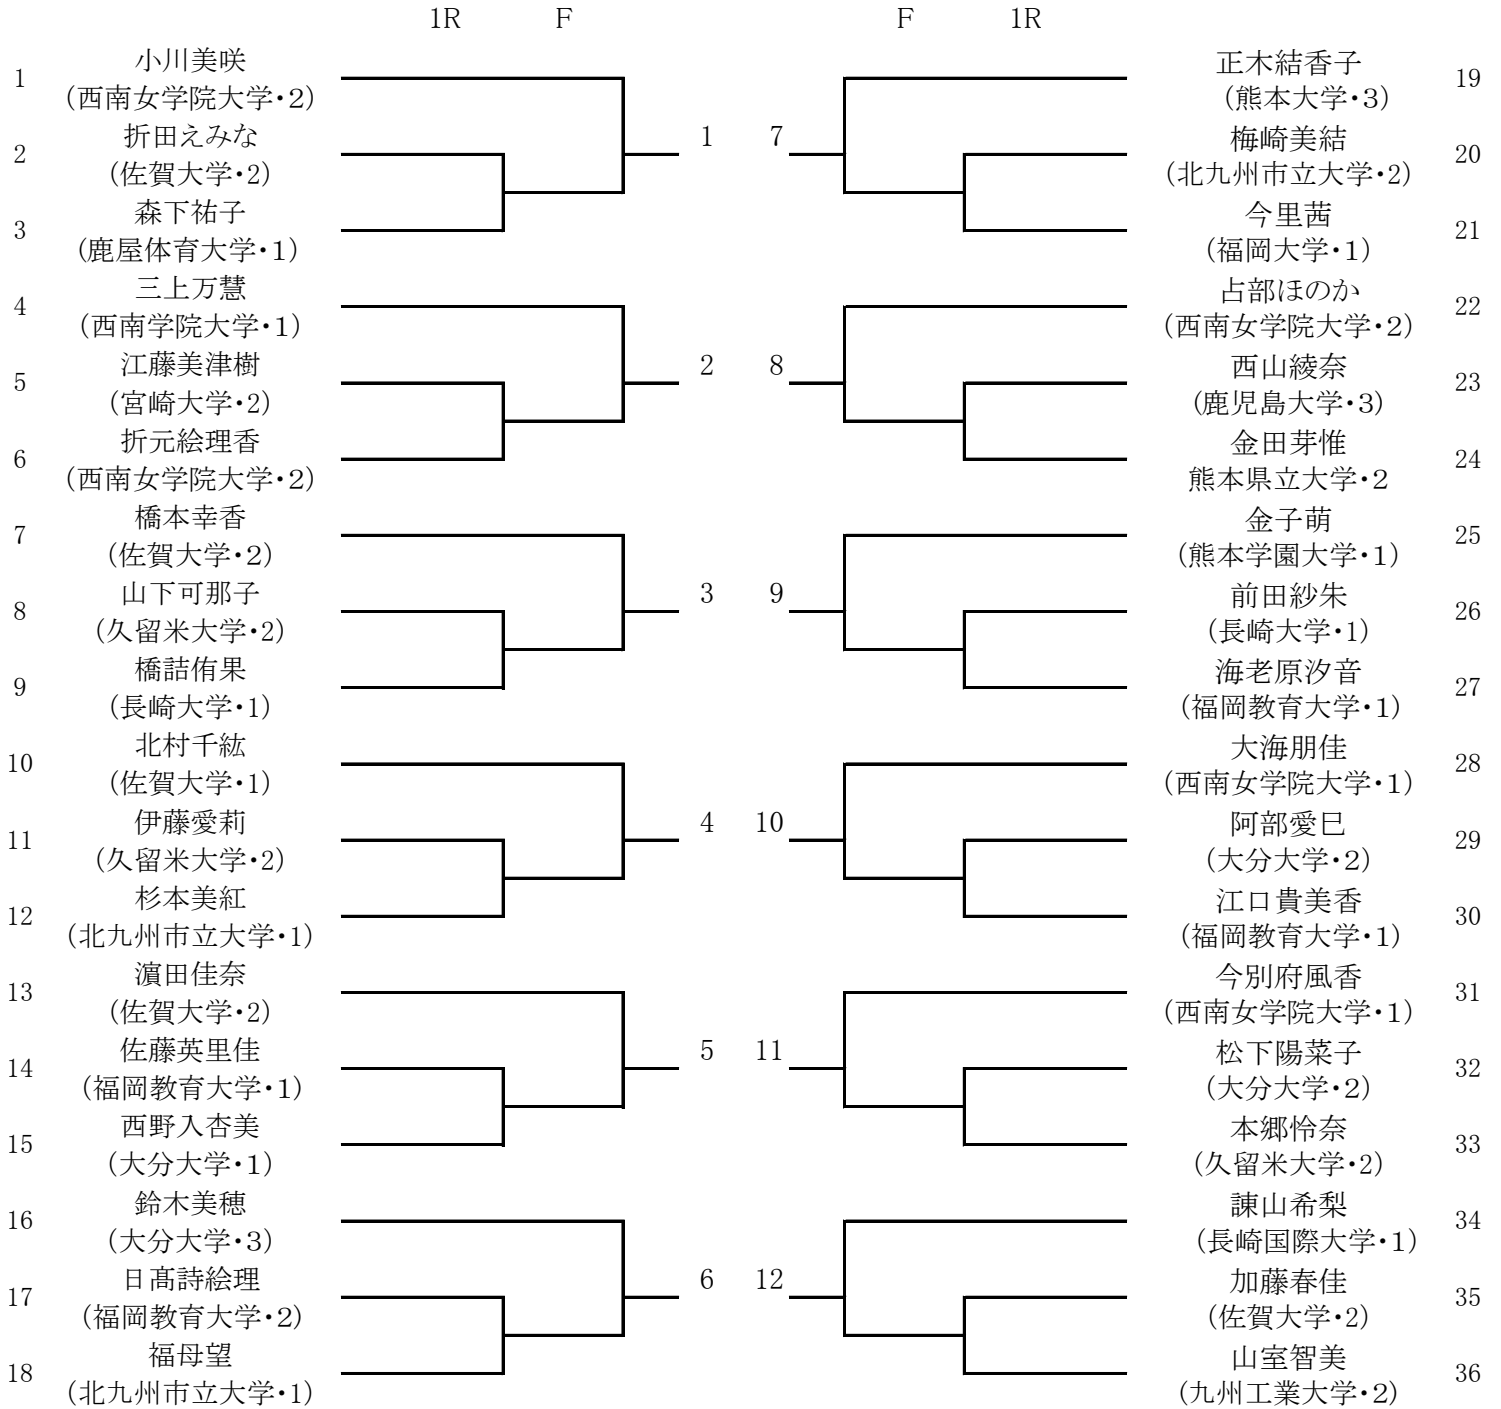 1R F
1 小川美咲
(西南女学院大学・2)
2 折田えみな
(佐賀大学・2)
3 森下祐子
(鹿屋体育大学・1)
1
4 三上万慧
(西南学院大学・1)
5 江藤美津樹
(宮崎大学・2)
6 折元絵理香
(西南女学院大学・2)
2
7 橋本幸香
(佐賀大学・2)
8 山下可那子
(久留米大学・2)
9 橋詰侑果
(長崎大学・1)
3
10 北村千紘
(佐賀大学・1)
11 伊藤愛莉
(久留米大学・2)
12 杉本美紅
(北九州市立大学・1)
4
13 濵田佳奈
(佐賀大学・2)
14 佐藤英里佳
(福岡教育大学・1)
15 西野入杏美
(大分大学・1)
5
16 鈴木美穂
(大分大学・3)
17 日髙詩絵理
(福岡教育大学・2)
18 福母望
(北九州市立大学・1)
6
F 1R
正木結香子 19
(熊本大学・3)
梅崎美結 20
(北九州市立大学・2)
今里茜 21
(福岡大学・1)
7
占部ほのか 22
(西南女学院大学・2)
西山綾奈 23
(鹿児島大学・3)
金田芽惟 24
熊本県立大学・2
8
金子萌 25
(熊本学園大学・1)
前田紗朱 26
(長崎大学・1)
海老原汐音 27
(福岡教育大学・1)
9
大海朋佳 28
(西南女学院大学・1)
阿部愛巳 29
(大分大学・2)
江口貴美香 30
(福岡教育大学・1)
10
今別府風香 31
(西南女学院大学・1)
松下陽菜子 32
(大分大学・2)
本郷怜奈 33
(久留米大学・2)
11
諌山希梨 34
(長崎国際大学・1)
加藤春佳 35
(佐賀大学・2)
山室智美 36
(九州工業大学・2)
12